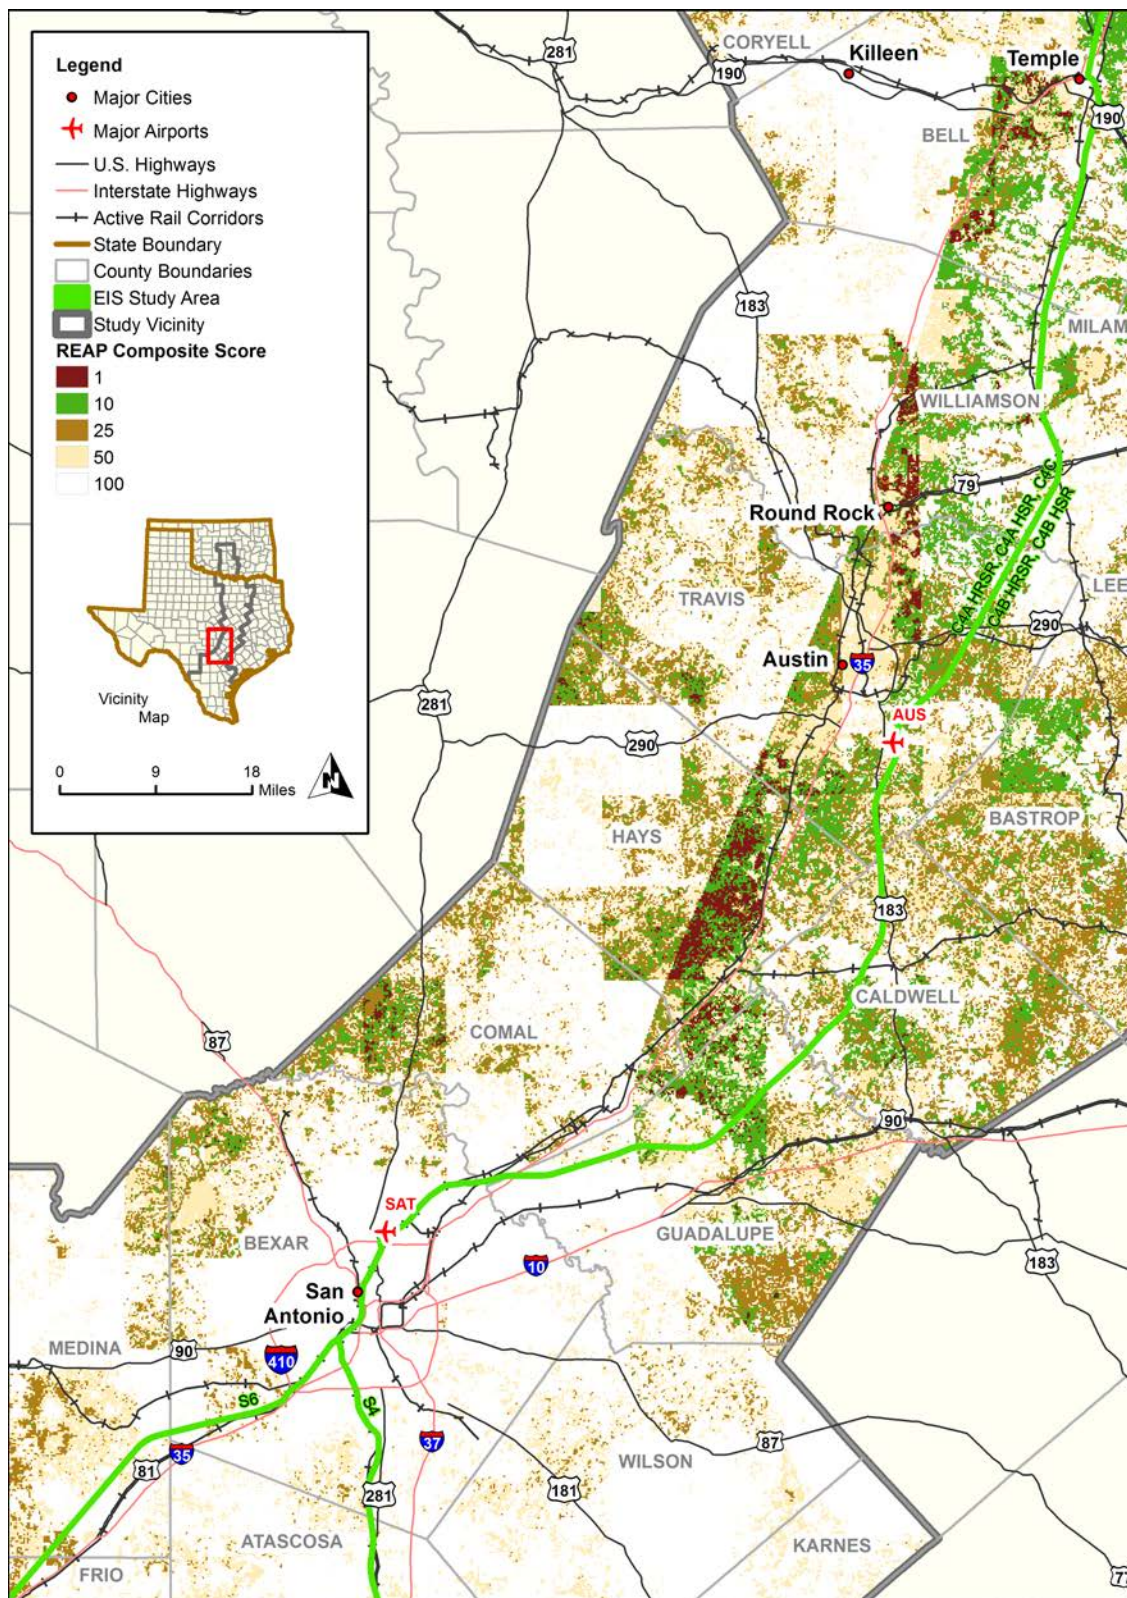 Legend
Major Cities
Major Airports
U.S. Highways
Interstate Highways
Active Rail Corridors
State Boundary
County Boundaries
EIS Study Area
Study Vicinity
REAP Composite Score
1
10
25
50
100
Vicinity
Map
0 9 18
Miles
N
CORYELL
Killeen
Temple
281
190
190
BELL
183
MILAM
WILLIAMSON
79
Round Rock
C4A HRSR, C4A HSR, C4C
C4B HRSR, C4B HSR
TRAVIS
LEE
290
Austin
35
281
AUS
290
HAYS
BASTROP
183
CALDWELL
COMAL
87
90
SAT
BEXAR
GUADALUPE
10
183
San
Antonio
MEDINA
90
410
S6
S4
35
37
87
81
WILSON
281
181
ATASCOSA
KARNES
FRIO
77